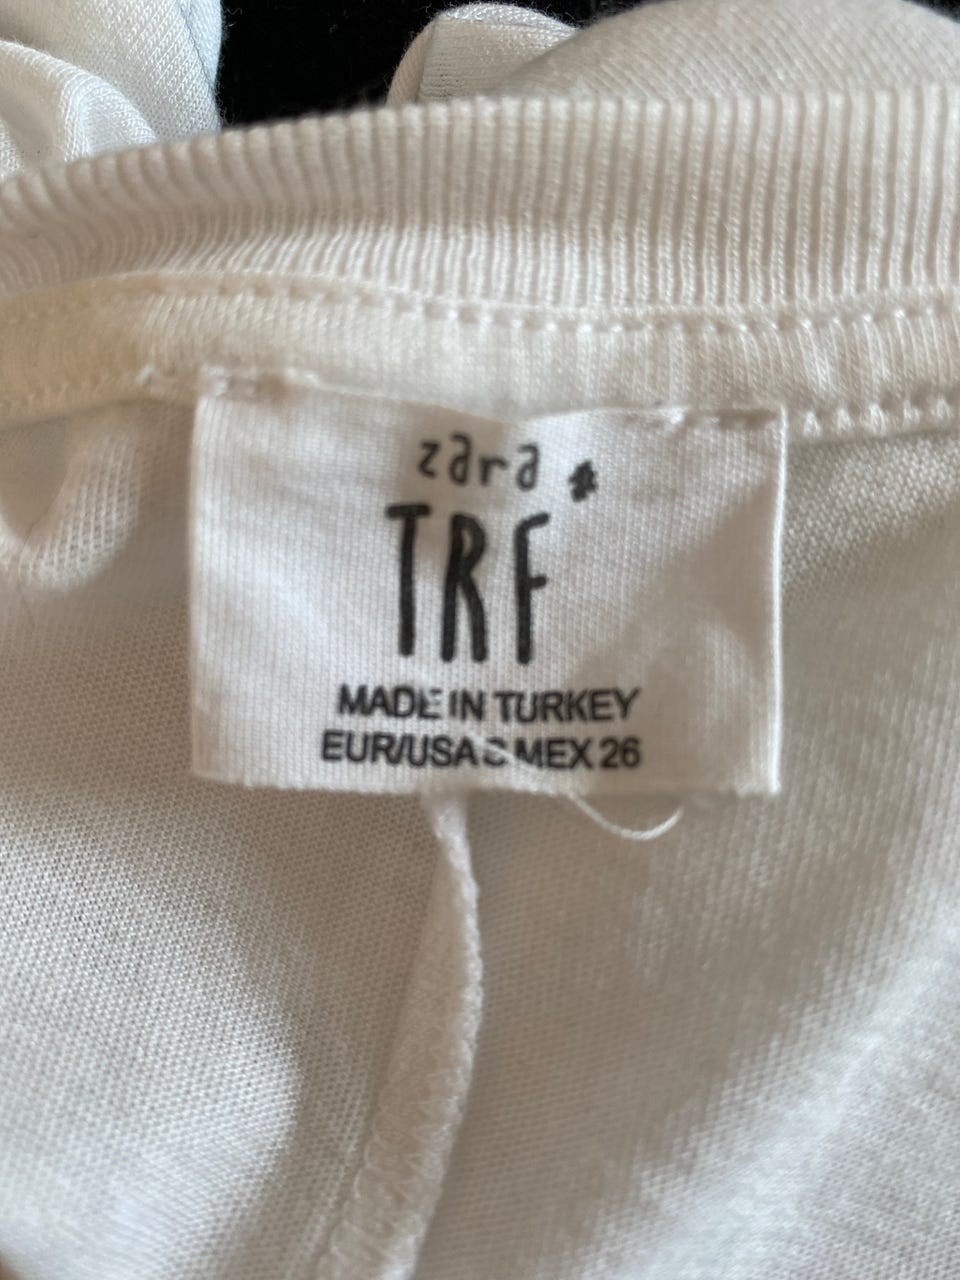 zara #
TRF
MADE IN TURKEY
EUR/USA S MEX 26